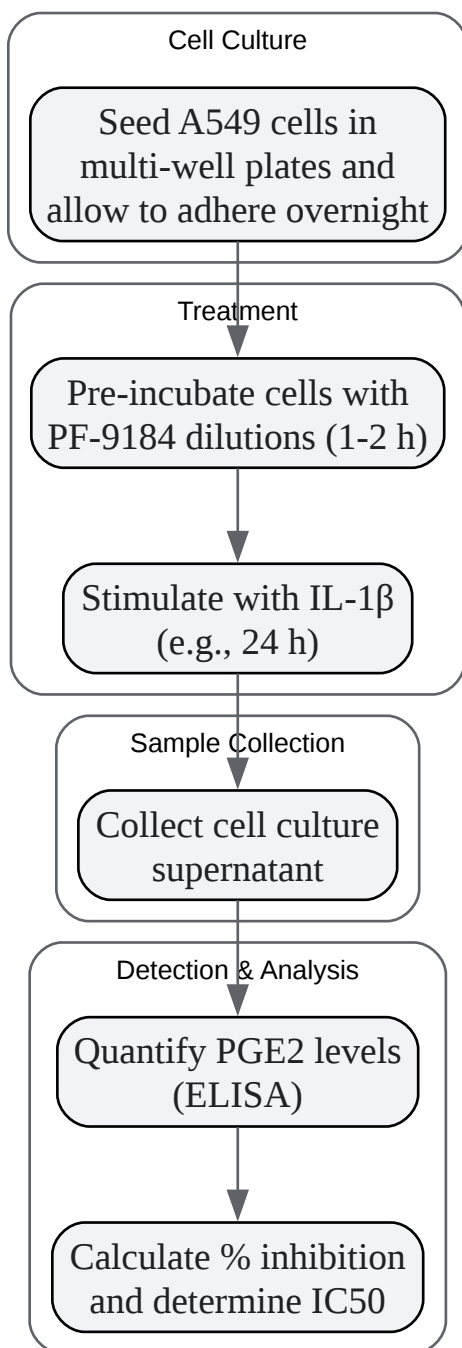 Cell Culture
Seed A549 cells in
multi-well plates and
allow to adhere overnight
Treatment
Pre-incubate cells with
PF-9184 dilutions (1-2 h)
Stimulate with IL-1β
(e.g., 24 h)
Sample Collection
Collect cell culture
supernatant
Detection & Analysis
Quantify PGE2 levels
(ELISA)
Calculate % inhibition
and determine IC50